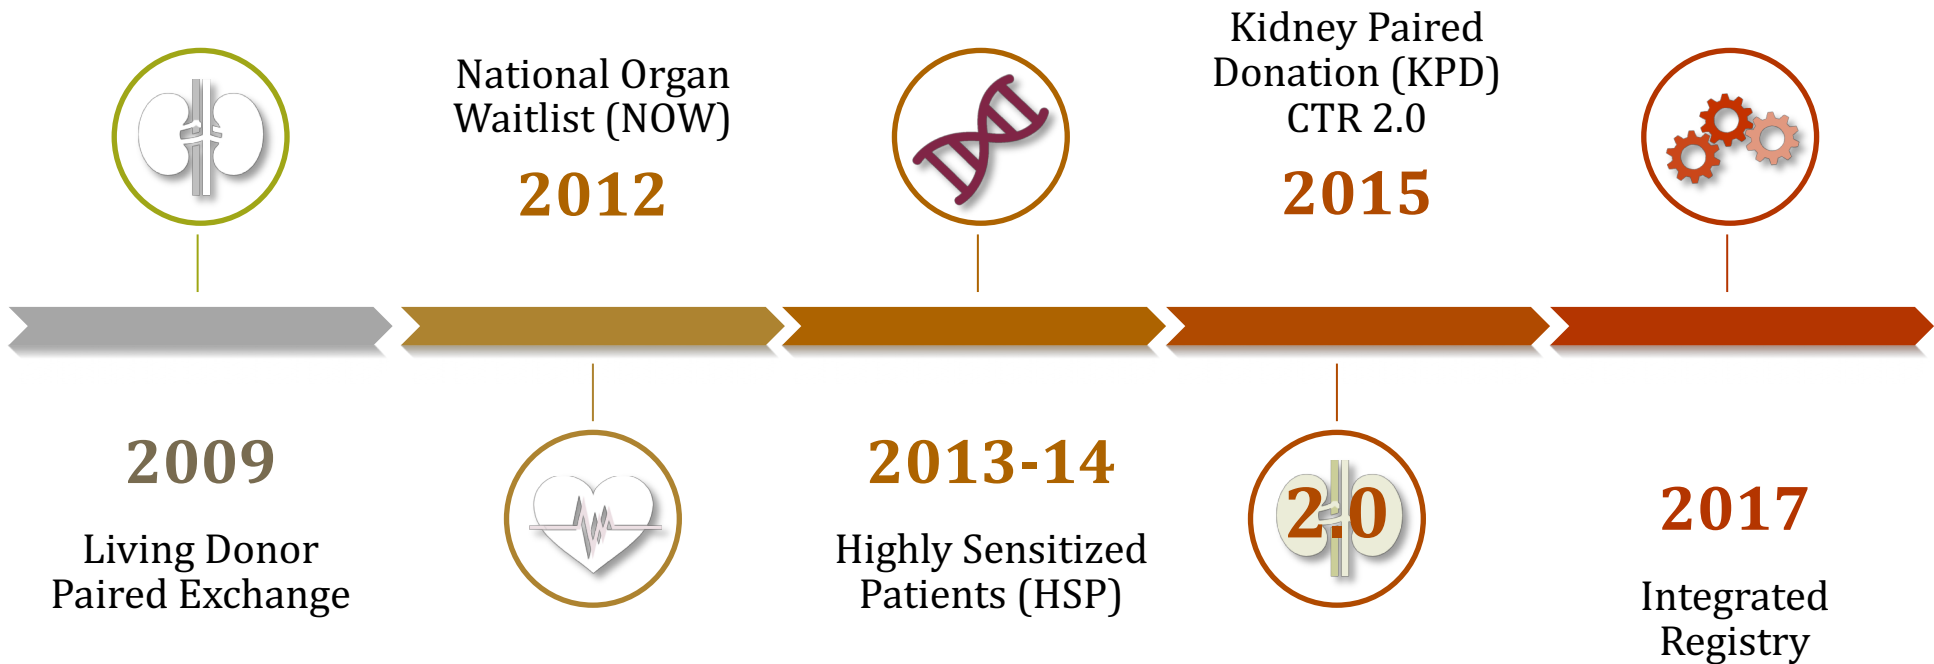 2009
Living Donor
Paired Exchange
National Organ
Waitlist (NOW)
2012
2013-14
Highly Sensitized
Patients (HSP)
Kidney Paired
Donation (KPD)
CTR 2.0
2015
2.0
2017
Integrated
Registry